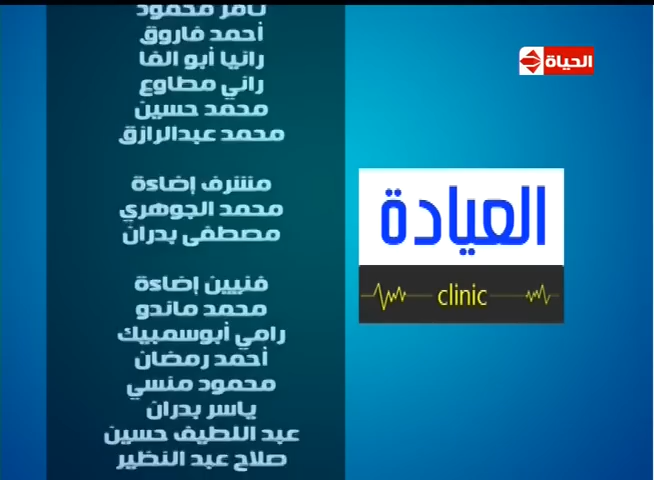 تامر محمود
أحمد فاروق
رانيا أبو الفا
راني مطاوع
محمد حسين
محمد عبدالرازق
مشرف إضاءة
محمد الجوهري
مصطفى بدران
فنيين إضاءة
محمد ماندو
رامي أبوسمبيك
أحمد رمضان
محمود منسي
ياسر بدران
عبد اللطيف حسين
صلاح عبد النظير
الحياة
العيادة
clinic